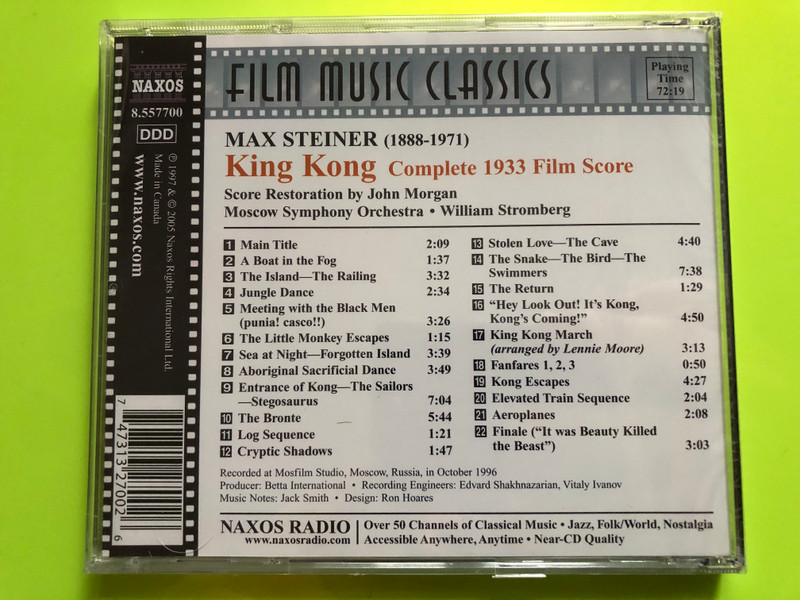 NAXOS
8.557700
DDD
℗ 1997 & © 2005 Naxos Rights International Ltd.
Made in Canada
www.naxos.com
7 47313 27002 6
FILM MUSIC CLASSICS
Playing
Time
72:19
MAX STEINER (1888-1971)
King Kong Complete 1933 Film Score
Score Restoration by John Morgan
Moscow Symphony Orchestra • William Stromberg
1 Main Title 2:09
2 A Boat in the Fog 1:37
3 The Island—The Railing 3:32
4 Jungle Dance 2:34
5 Meeting with the Black Men
(punia! casco!!) 3:26
6 The Little Monkey Escapes 1:15
7 Sea at Night—Forgotten Island 3:39
8 Aboriginal Sacrificial Dance 3:49
9 Entrance of Kong—The Sailors
—Stegosaurus 7:04
10 The Bronte 5:44
11 Log Sequence 1:21
12 Cryptic Shadows 1:47
13 Stolen Love—The Cave 4:40
14 The Snake—The Bird—The
Swimmers 7:38
15 The Return 1:29
16 “Hey Look Out! It’s Kong,
Kong’s Coming!” 4:50
17 King Kong March
(arranged by Lennie Moore) 3:13
18 Fanfares 1, 2, 3 0:50
19 Kong Escapes 4:27
20 Elevated Train Sequence 2:04
21 Aeroplanes 2:08
22 Finale (“It was Beauty Killed
the Beast”) 3:03
Recorded at Mosfilm Studio, Moscow, Russia, in October 1996
Producer: Betta International • Recording Engineers: Edvard Shakhnazarian, Vitaly Ivanov
Music Notes: Jack Smith • Design: Ron Hoares
NAXOS RADIO
www.naxosradio.com
Over 50 Channels of Classical Music • Jazz, Folk/World, Nostalgia
Accessible Anywhere, Anytime • Near-CD Quality